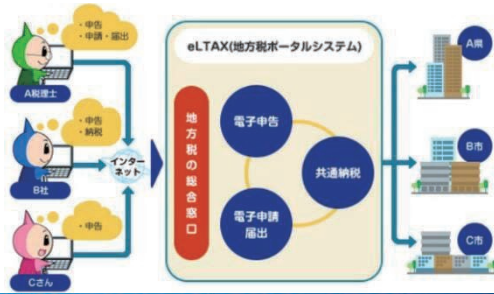 ・申告
・申請・届出
A税理士
・申告
・納税
B社
・申告
Cさん
インター
ネット
eLTAX(地方税ポータルシステム)
地方税の総合窓口
電子申告
共通納税
電子申請
届出
A県
B市
C市